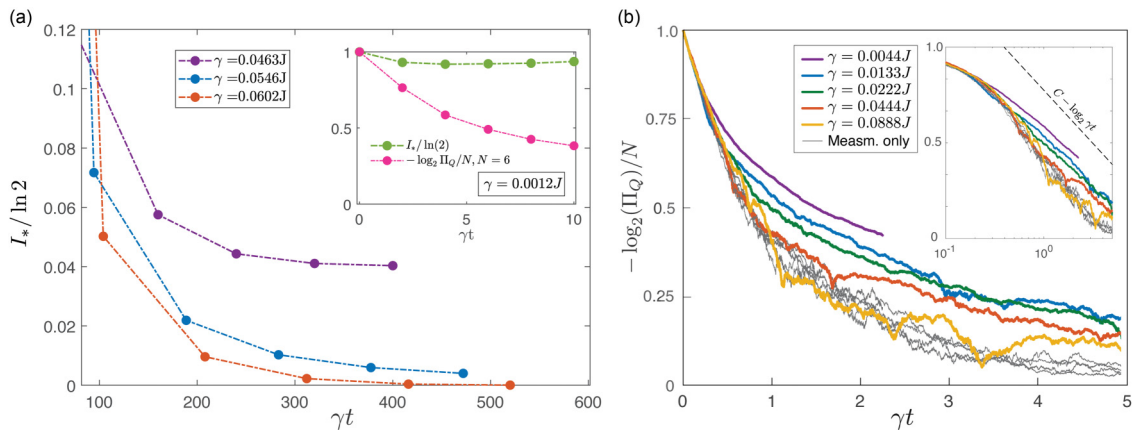 (a)
0.12
0.1
0.08
0.06
0.04
0.02
0
I* / ln 2
100 200 300 400 500 600
γt
γ =0.0463J
γ =0.0546J
γ =0.0602J
1
0.5
0
0 5 10
γt
I*/ ln(2)
− log₂ Π_Q/N, N = 6
γ = 0.0012J
(b)
1.0
0.75
0.5
0.25
0
− log₂(Π_Q)/N
0 1 2 3 4 5
γt
γ = 0.0044J
γ = 0.0133J
γ = 0.0222J
γ = 0.0444J
γ = 0.0888J
Measm. only
1.0
0.5
0
10⁻¹ 10⁰
γt
C − log₂ γt